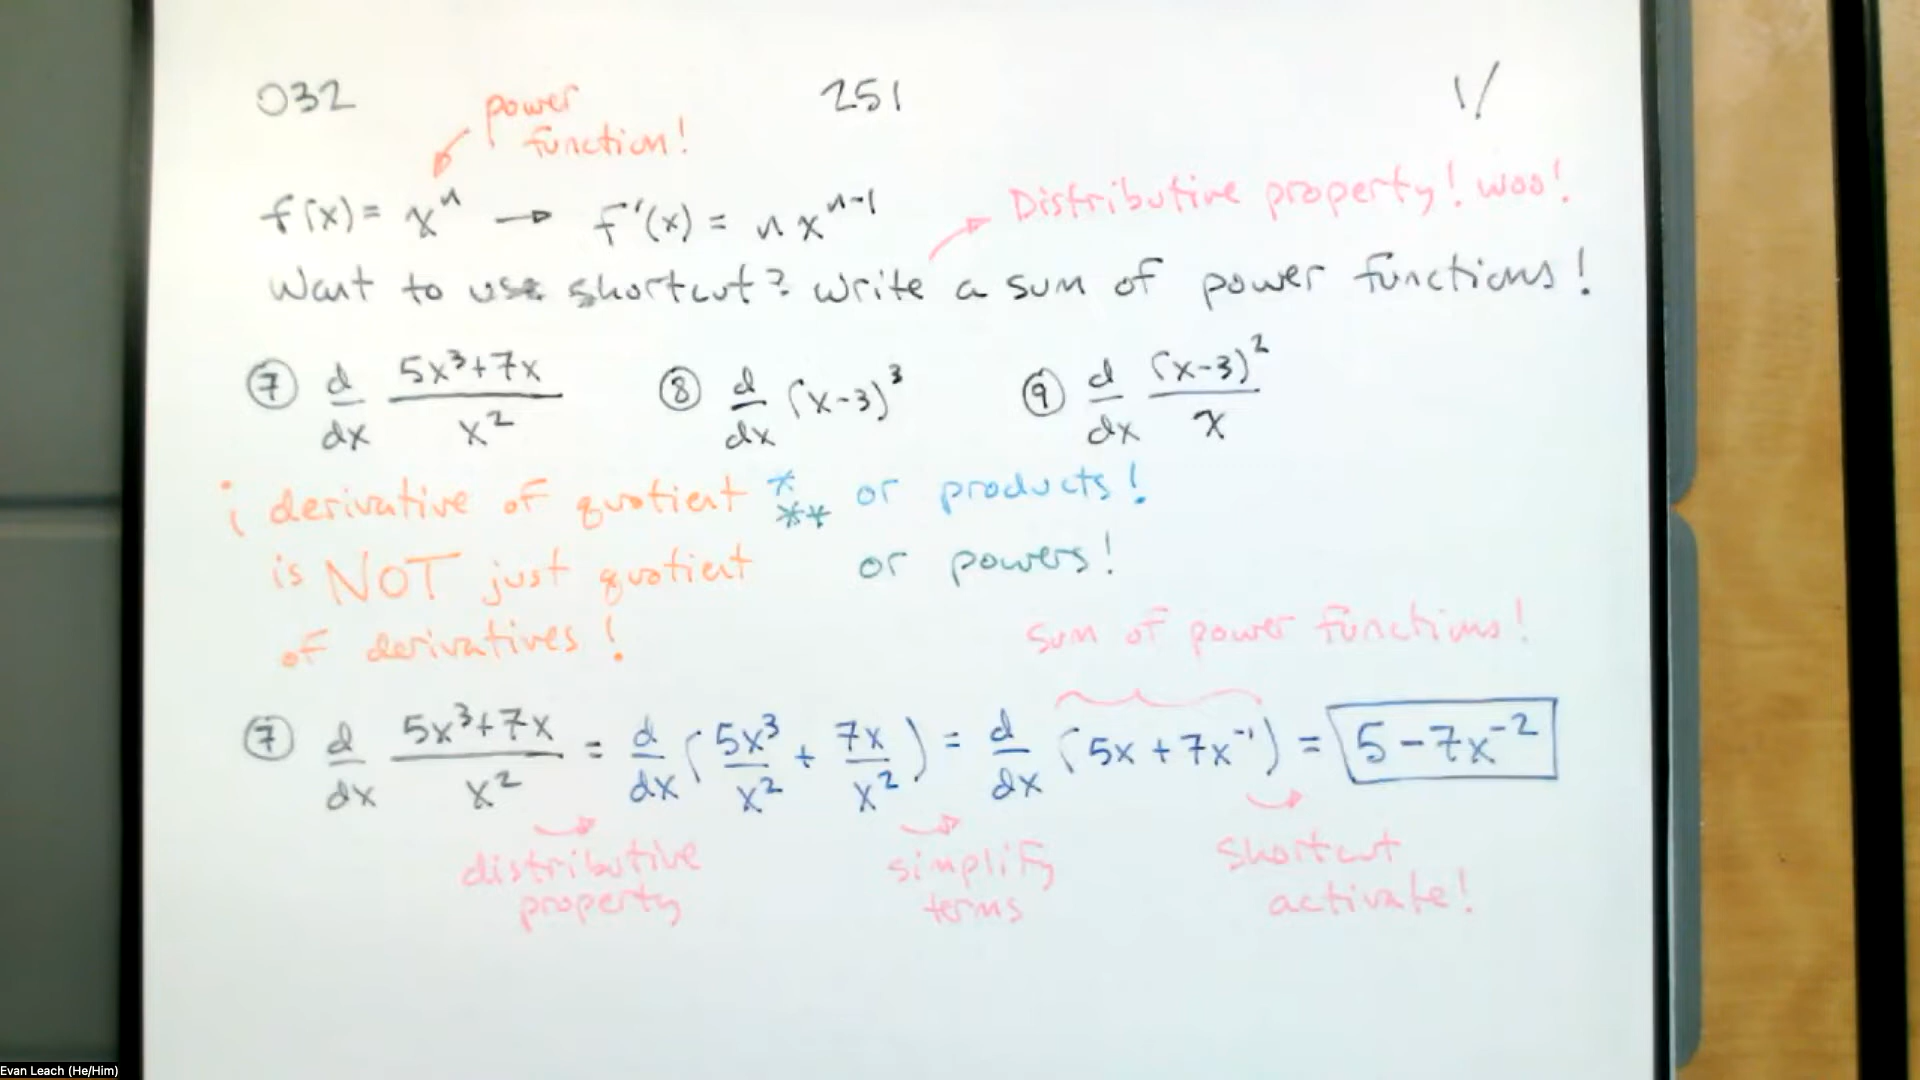 032 251 1/
power function!
f(x) = xⁿ → f'(x) = n xⁿ⁻¹
Distributive property! woo!
Want to use shortcut? Write a sum of power functions!
⑦ d/dx (5x³+7x)/x² ⑧ d/dx (x-3)³ ⑨ d/dx (x-3)²/x
¡ derivative of quotient * or products!
** or powers!
is NOT just quotient
of derivatives!
sum of power functions!
⑦ d/dx (5x³+7x)/x² = d/dx (5x³/x² + 7x/x²) = d/dx (5x + 7x⁻¹) = 5 - 7x⁻²
distributive property
simplify terms
shortcut activate!
Evan Leach (He/Him)